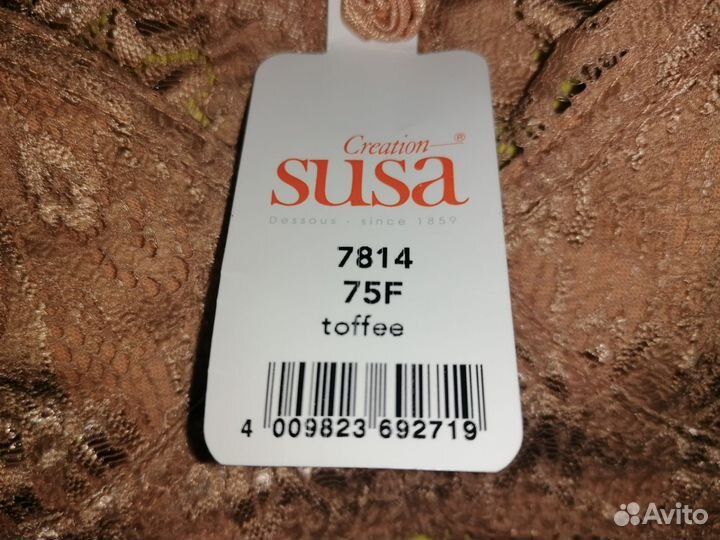 Creation ®
susa
Dessous · since 1859
7814
75F
toffee
4 009823 692719
Avito